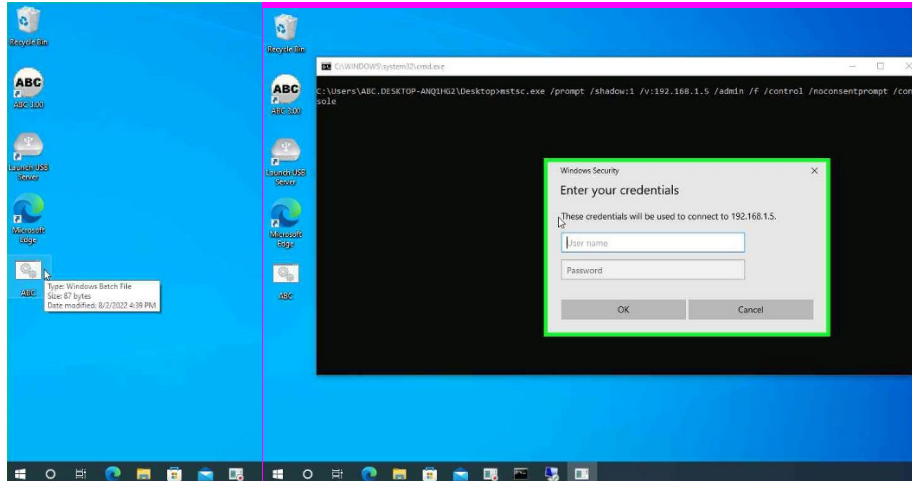 Recycle Bin
ABC
ABC 3.00
Launch USB
Server
Microsoft
Edge
ABC
Type: Windows Batch File
Size: 87 bytes
Date modified: 8/2/2022 4:39 PM
Recycle Bin
ABC
ABC 3.00
Launch USB
Server
Microsoft
Edge
ABC
C:\WINDOWS\system32\cmd.exe
C:\Users\ABC.DESKTOP-ANQ1HG2\Desktop>mstsc.exe /prompt /shadow:1 /v:192.168.1.5 /admin /f /control /noconsentprompt /con
sole
Windows Security
Enter your credentials
These credentials will be used to connect to 192.168.1.5.
User name
Password
OK
Cancel